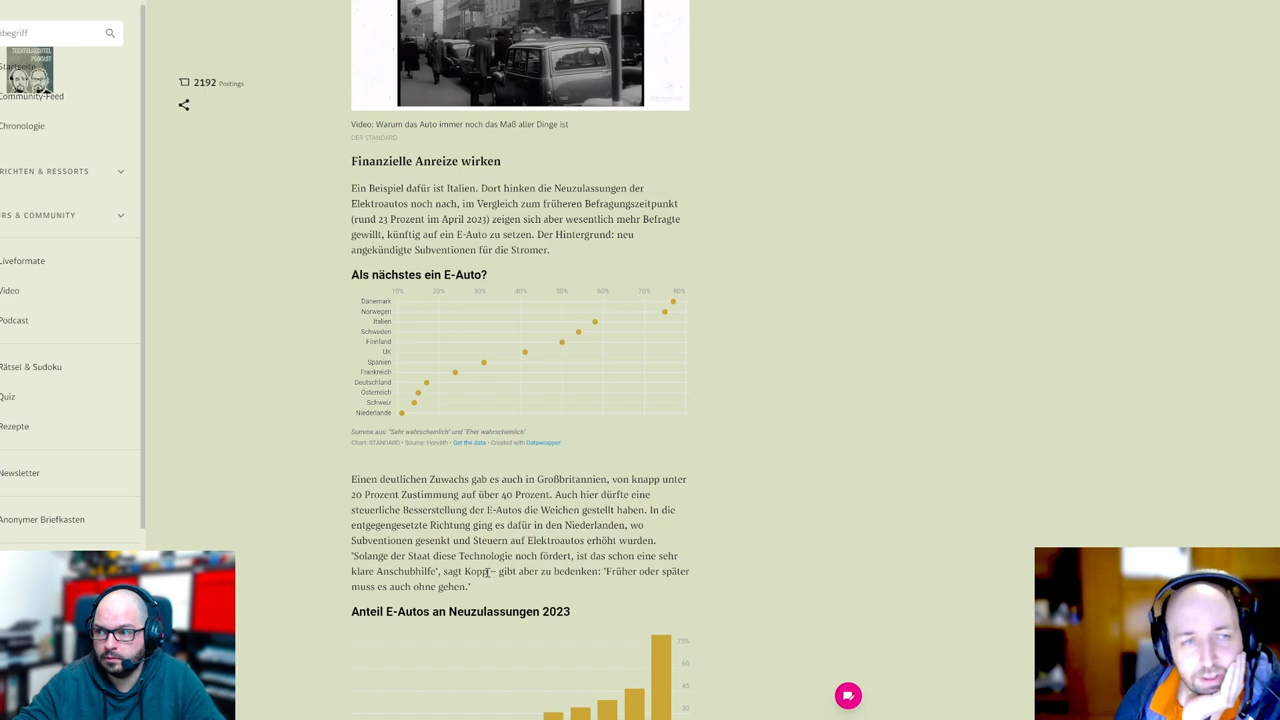 nbegriff
TECHTELMECHTEL
PODCAST
Startseite
Community-Feed
Chronologie
RICHTEN & RESSORTS
RS & COMMUNITY
Liveformate
Video
Podcast
Rätsel & Sudoku
Quiz
Rezepte
Newsletter
Anonymer Briefkasten
2192 Postings
Video: Warum das Auto immer noch das Maß aller Dinge ist
DER STANDARD
Finanzielle Anreize wirken
Ein Beispiel dafür ist Italien. Dort hinken die Neuzulassungen der
Elektroautos noch nach, im Vergleich zum früheren Befragungszeitpunkt
(rund 23 Prozent im April 2023) zeigen sich aber wesentlich mehr Befragte
gewillt, künftig auf ein E-Auto zu setzen. Der Hintergrund: neu
angekündigte Subventionen für die Stromer.
Als nächstes ein E-Auto?
10% 20% 30% 40% 50% 60% 70% 80%
Dänemark
Norwegen
Italien
Schweden
Finnland
UK
Spanien
Frankreich
Deutschland
Österreich
Schweiz
Niederlande
Summe aus: "Sehr wahrscheinlich" und "Eher wahrscheinlich"
Chart: STANDARD • Source: Horváth • Get the data • Created with Datawrapper
Einen deutlichen Zuwachs gab es auch in Großbritannien, von knapp unter
20 Prozent Zustimmung auf über 40 Prozent. Auch hier dürfte eine
steuerliche Besserstellung der E-Autos die Weichen gestellt haben. In die
entgegengesetzte Richtung ging es dafür in den Niederlanden, wo
Subventionen gesenkt und Steuern auf Elektroautos erhöht wurden.
"Solange der Staat diese Technologie noch fördert, ist das schon eine sehr
klare Anschubhilfe", sagt Kopp – gibt aber zu bedenken: "Früher oder später
muss es auch ohne gehen."
Anteil E-Autos an Neuzulassungen 2023
75%
60
45
30